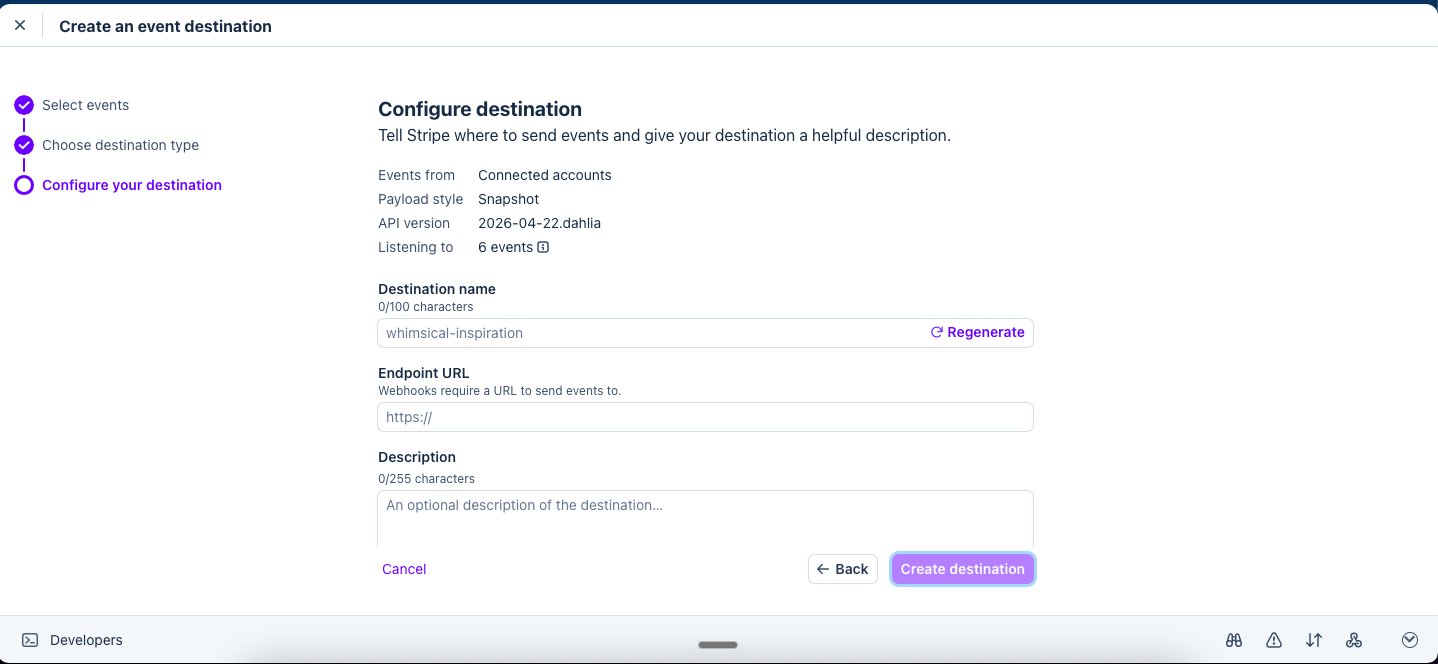 Create an event destination
Select events
Choose destination type
Configure your destination
Configure destination
Tell Stripe where to send events and give your destination a helpful description.
Events from Connected accounts
Payload style Snapshot
API version 2026-04-22.dahlia
Listening to 6 events
Destination name
0/100 characters
whimsical-inspiration Regenerate
Endpoint URL
Webhooks require a URL to send events to.
https://
Description
0/255 characters
An optional description of the destination...
Cancel Back Create destination
Developers